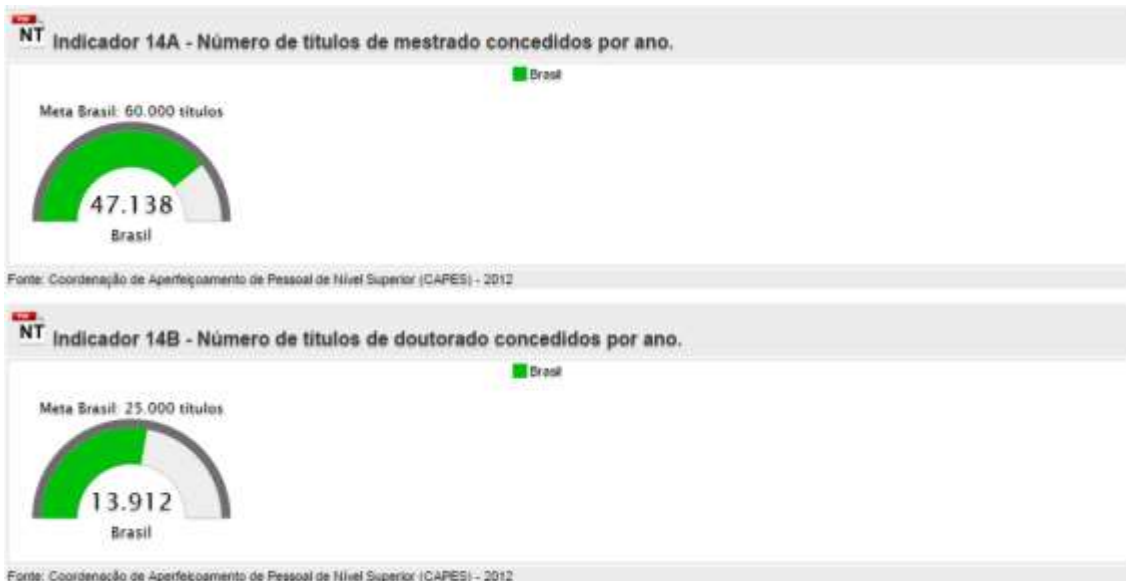 NT Indicador 14A - Número de títulos de mestrado concedidos por ano.
Brasil
Meta Brasil: 60.000 títulos
47.138
Brasil
Fonte: Coordenação de Aperfeiçoamento de Pessoal de Nível Superior (CAPES) - 2012
NT Indicador 14B - Número de títulos de doutorado concedidos por ano.
Brasil
Meta Brasil: 25.000 títulos
13.912
Brasil
Fonte: Coordenação de Aperfeiçoamento de Pessoal de Nível Superior (CAPES) - 2012